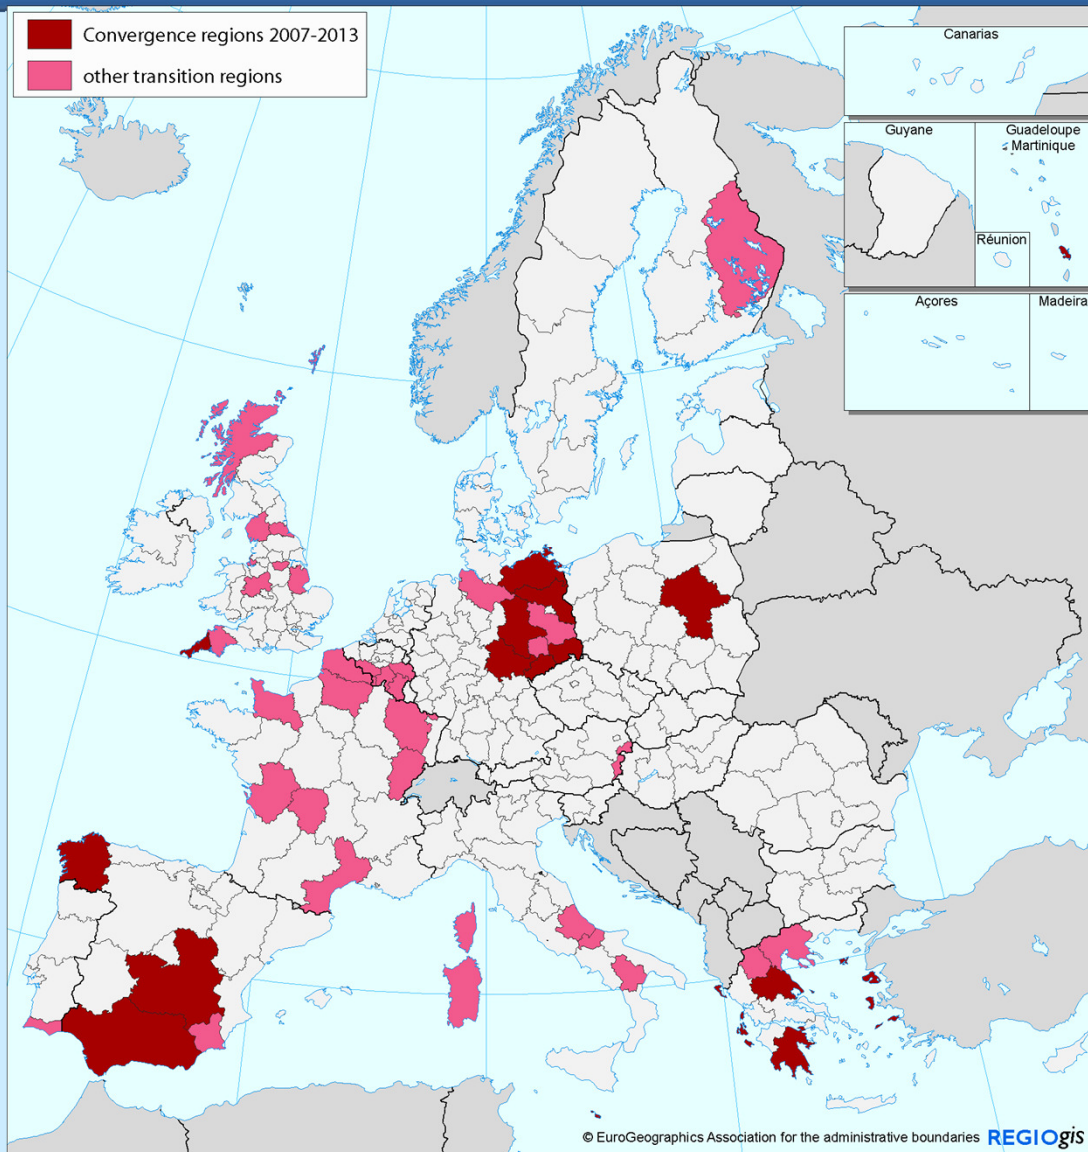 Convergence regions 2007-2013
other transition regions
Canarias
Guyane
Guadeloupe
Martinique
Réunion
Açores
Madeira
© EuroGeographics Association for the administrative boundaries REGIOgis